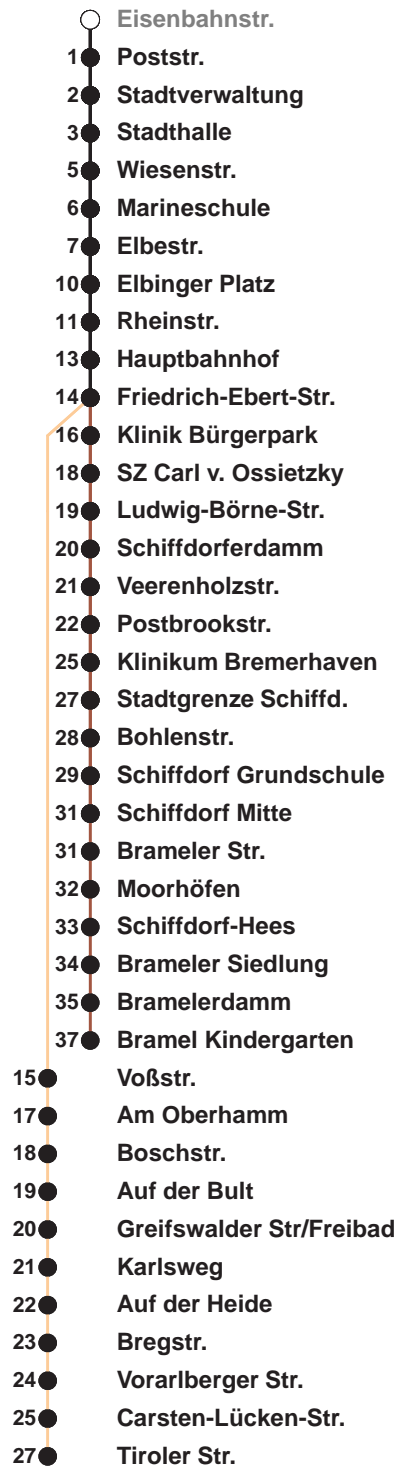 Eisenbahnstr.
1 Poststr.
2 Stadtverwaltung
3 Stadthalle
5 Wiesenstr.
6 Marineschule
7 Elbestr.
10 Elbinger Platz
11 Rheinstr.
13 Hauptbahnhof
14 Friedrich-Ebert-Str.
16 Klinik Bürgerpark
18 SZ Carl v. Ossietzky
19 Ludwig-Börne-Str.
20 Schiffdorferdamm
21 Veerenholzstr.
22 Postbrookstr.
25 Klinikum Bremerhaven
27 Stadtgrenze Schiffd.
28 Bohlenstr.
29 Schiffdorf Grundschule
31 Schiffdorf Mitte
31 Brameler Str.
32 Moorhöfen
33 Schiffdorf-Hees
34 Brameler Siedlung
35 Bramelerdamm
37 Bramel Kindergarten
15 Voßstr.
17 Am Oberhamm
18 Boschstr.
19 Auf der Bult
20 Greifswalder Str/Freibad
21 Karlsweg
22 Auf der Heide
23 Bregstr.
24 Vorarlberger Str.
25 Carsten-Lücken-Str.
27 Tiroler Str.